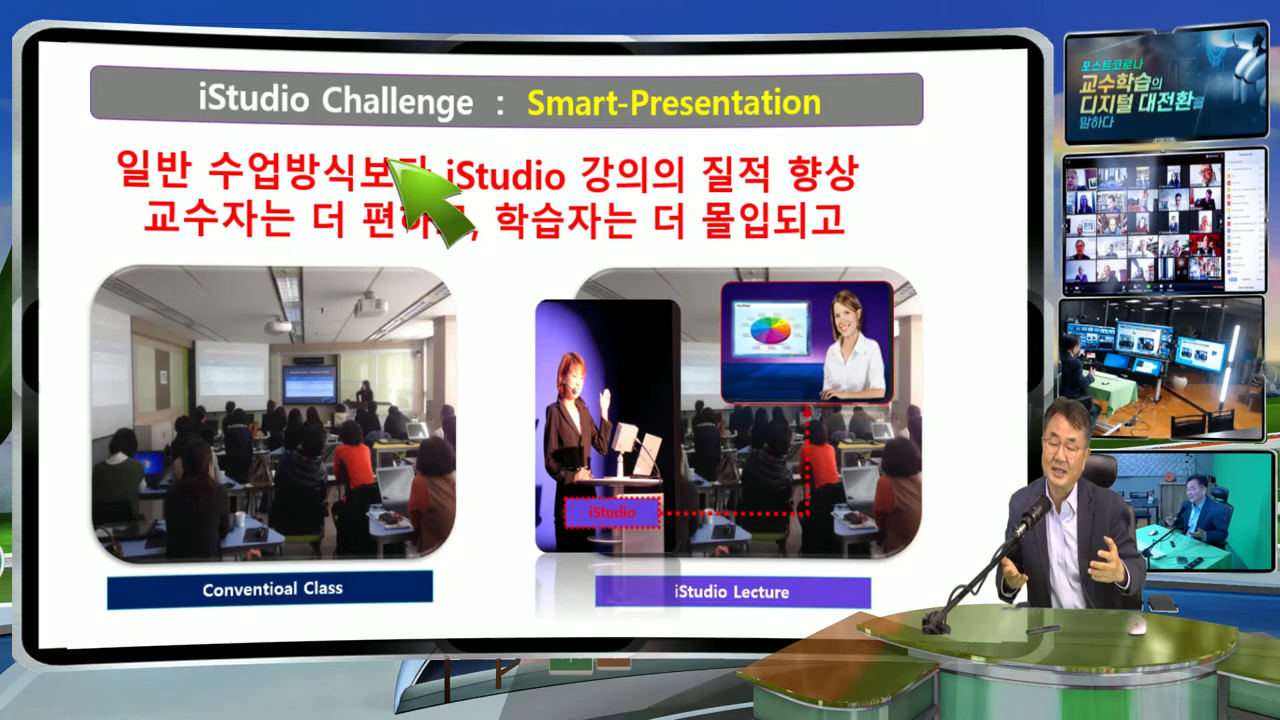 iStudio Challenge : Smart-Presentation
일반 수업방식보다 iStudio 강의의 질적 향상
교수자는 더 편하고, 학습자는 더 몰입되고
iStudio
Conventioal Class
iStudio Lecture
포스트코로나
교수학습의
디지털 대전환을
말하다